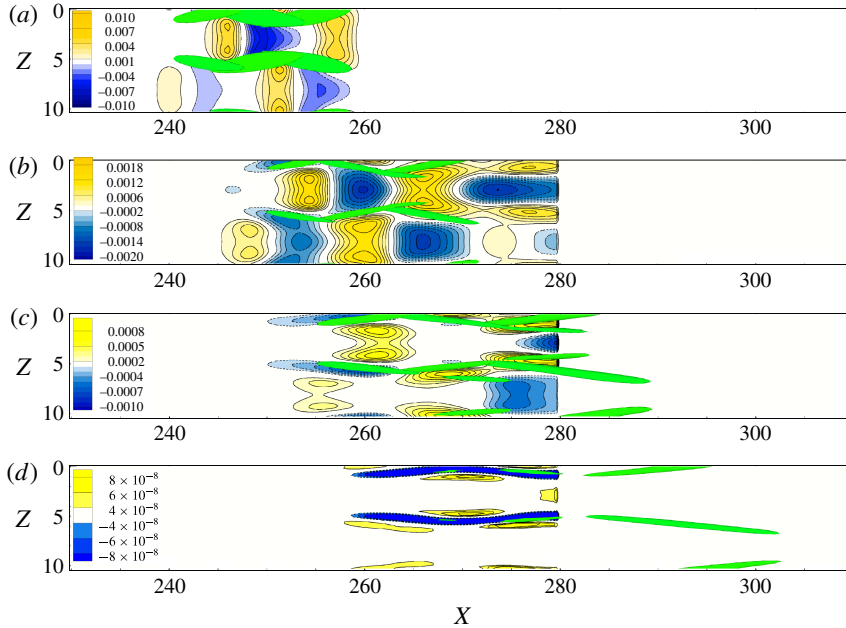 (a)
0
Z 5
10
0.010
0.007
0.004
0.001
−0.004
−0.007
−0.010
240 260 280 300
(b)
0
Z 5
10
0.0018
0.0012
0.0006
−0.0002
−0.0008
−0.0014
−0.0020
240 260 280 300
(c)
0
Z 5
10
0.0008
0.0005
0.0002
−0.0004
−0.0007
−0.0010
240 260 280 300
(d)
0
Z 5
10
8 × 10⁻⁸
6 × 10⁻⁸
4 × 10⁻⁸
−4 × 10⁻⁸
−6 × 10⁻⁸
−8 × 10⁻⁸
240 260 280 300
X